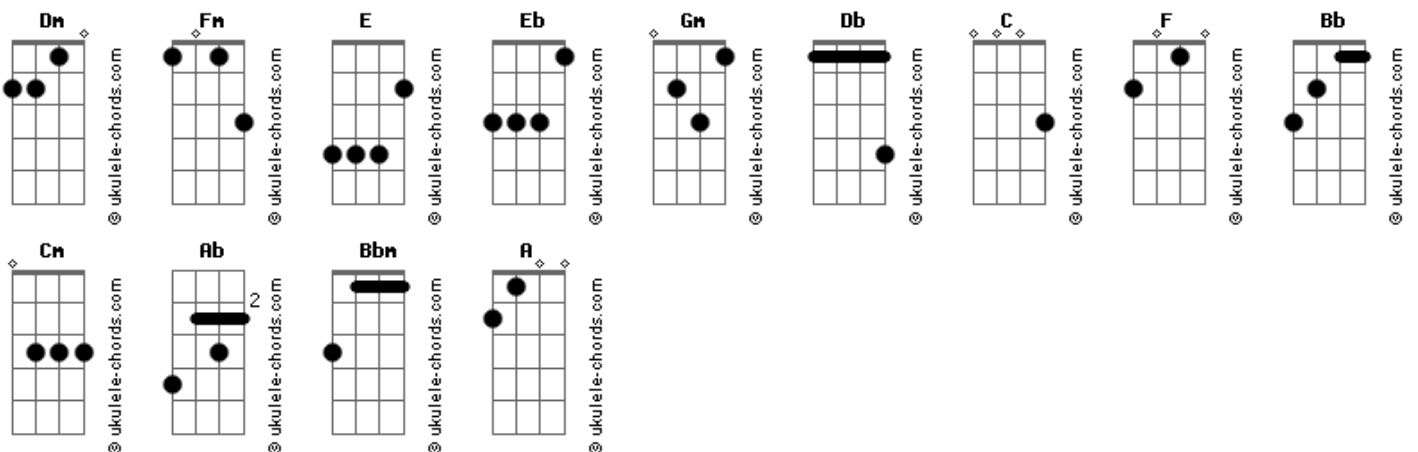 Dm Fm E Eb Gm Db C F Bb
© ukulele-chords.com © ukulele-chords.com © ukulele-chords.com © ukulele-chords.com © ukulele-chords.com © ukulele-chords.com © ukulele-chords.com © ukulele-chords.com © ukulele-chords.com
Cm Ab Bbm A
2
© ukulele-chords.com © ukulele-chords.com © ukulele-chords.com © ukulele-chords.com